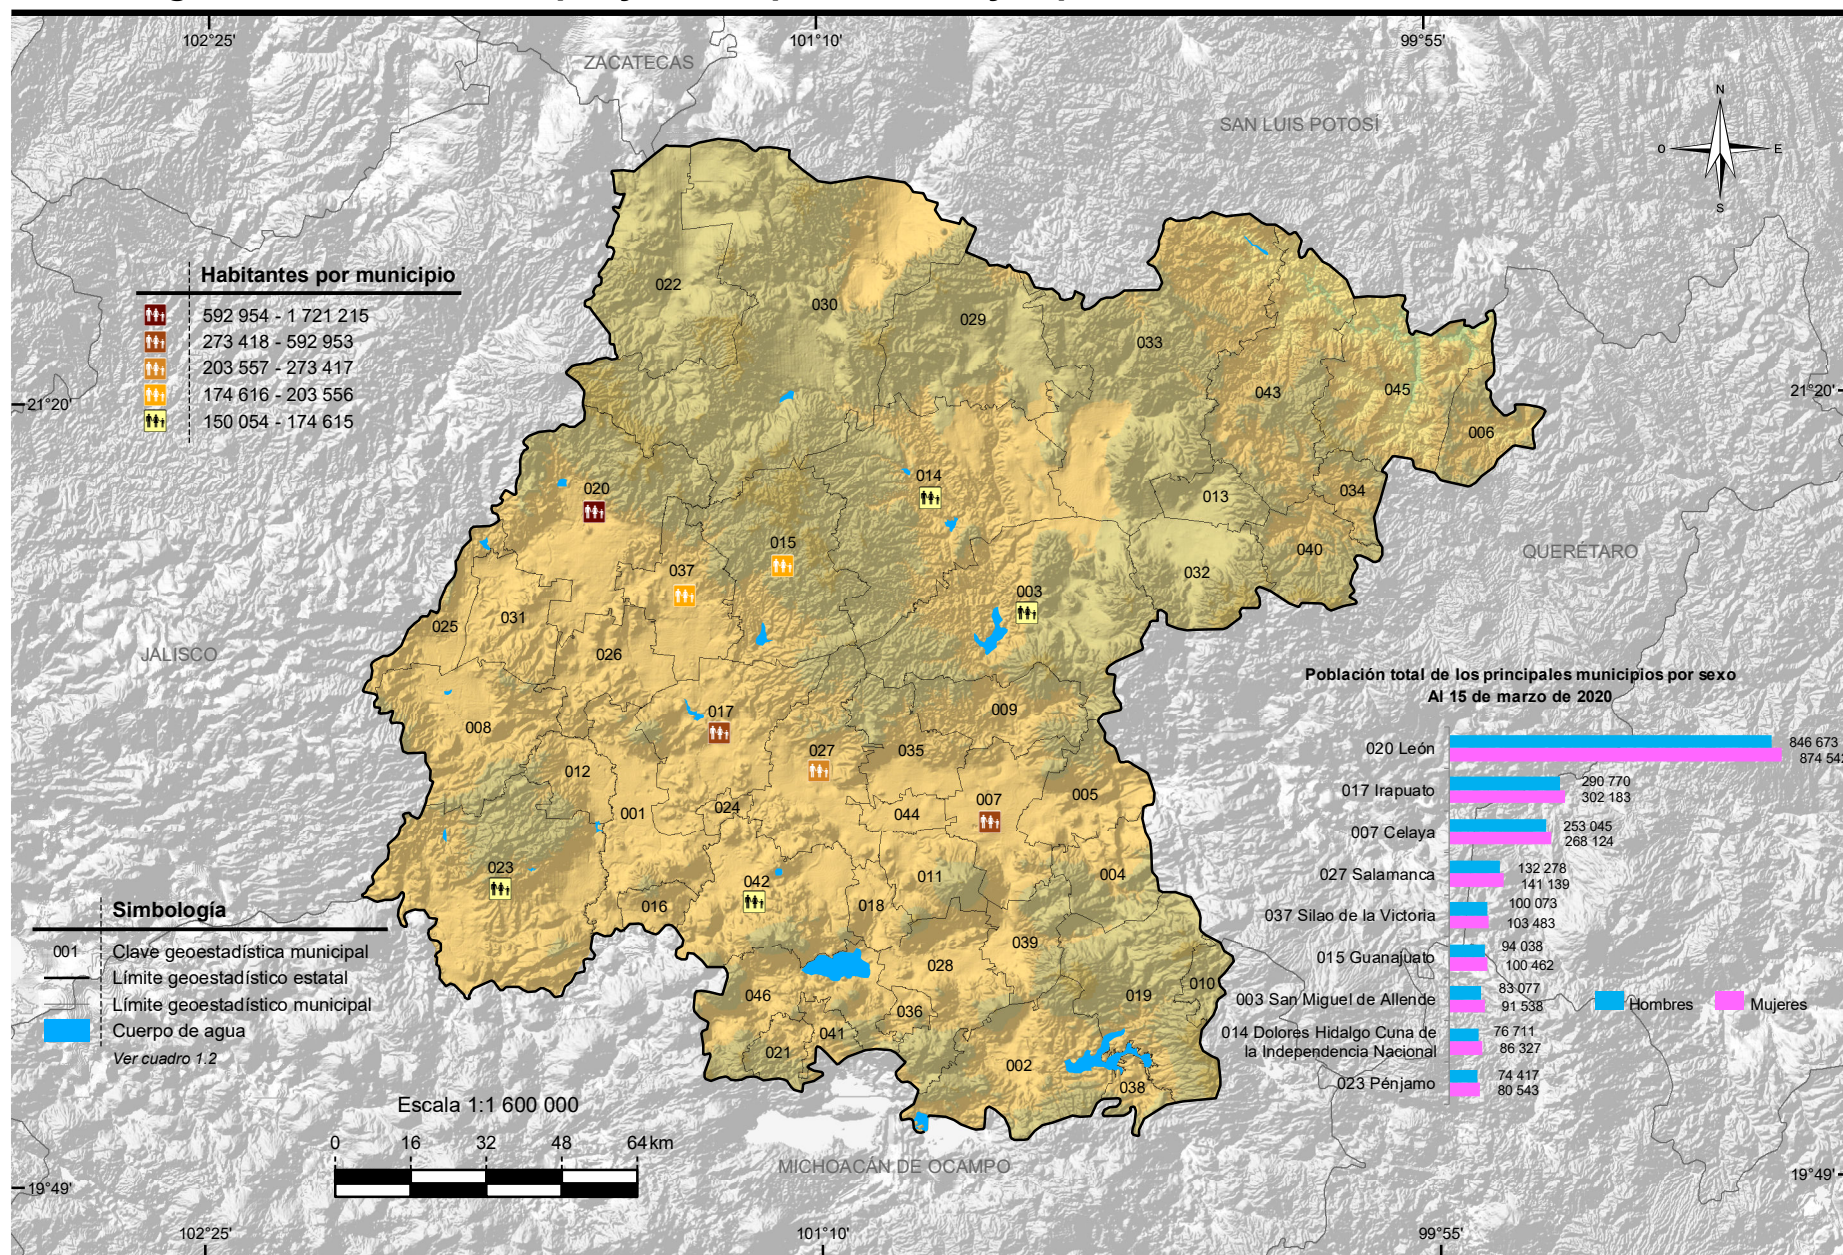 102°25'
101°10'
99°55'
ZACATECAS
SAN LUIS POTOSÍ
N
O
E
S
Habitantes por municipio
592 954 - 1 721 215
273 418 - 592 953
203 557 - 273 417
174 616 - 203 556
150 054 - 174 615
21°20'
21°20'
022
030
029
033
043
045
006
020
014
013
034
015
040
QUERÉTARO
037
032
003
031
025
026
JALISCO
017
009
008
027
035
012
005
007
024
001
044
023
042
011
004
016
018
039
028
046
019
010
036
041
021
002
038
Población total de los principales municipios por sexo
Al 15 de marzo de 2020
020 León
846 673
874 542
017 Irapuato
290 770
302 183
007 Celaya
253 045
268 124
027 Salamanca
132 278
141 139
037 Silao de la Victoria
100 073
103 483
015 Guanajuato
94 038
100 462
003 San Miguel de Allende
83 077
91 538
Hombres
Mujeres
014 Dolores Hidalgo Cuna de
la Independencia Nacional
76 711
86 327
023 Pénjamo
74 417
80 543
Simbología
001 Clave geoestadística municipal
Límite geoestadístico estatal
Límite geoestadístico municipal
Cuerpo de agua
Ver cuadro 1.2
Escala 1:1 600 000
0 16 32 48 64 km
MICHOACÁN DE OCAMPO
19°49'
19°49'
102°25'
101°10'
99°55'